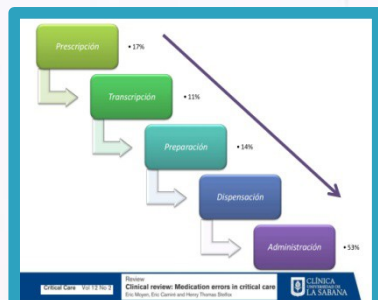 Prescripción
• 17%
Transcripción
• 11%
Preparación
• 14%
Dispensación
Administración
• 53%
Critical Care Vol 12 No 2
Review
Clinical review: Medication errors in critical care
Eric Moyen, Eric Camiré and Henry Thomas Stelfox
CLÍNICA
UNIVERSIDAD DE
LA SABANA